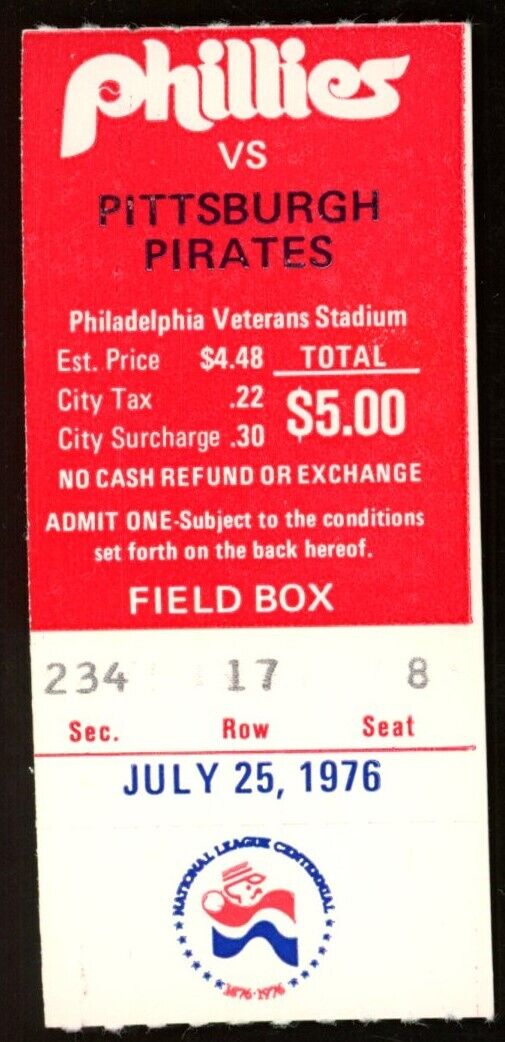 Phillies
VS
PITTSBURGH
PIRATES
Philadelphia Veterans Stadium
Est. Price $4.48 TOTAL
City Tax .22 $5.00
City Surcharge .30
NO CASH REFUND OR EXCHANGE
ADMIT ONE-Subject to the conditions
set forth on the back hereof.
FIELD BOX
234 17 8
Sec. Row Seat
JULY 25, 1976
NATIONAL LEAGUE CENTENNIAL
1876-1976